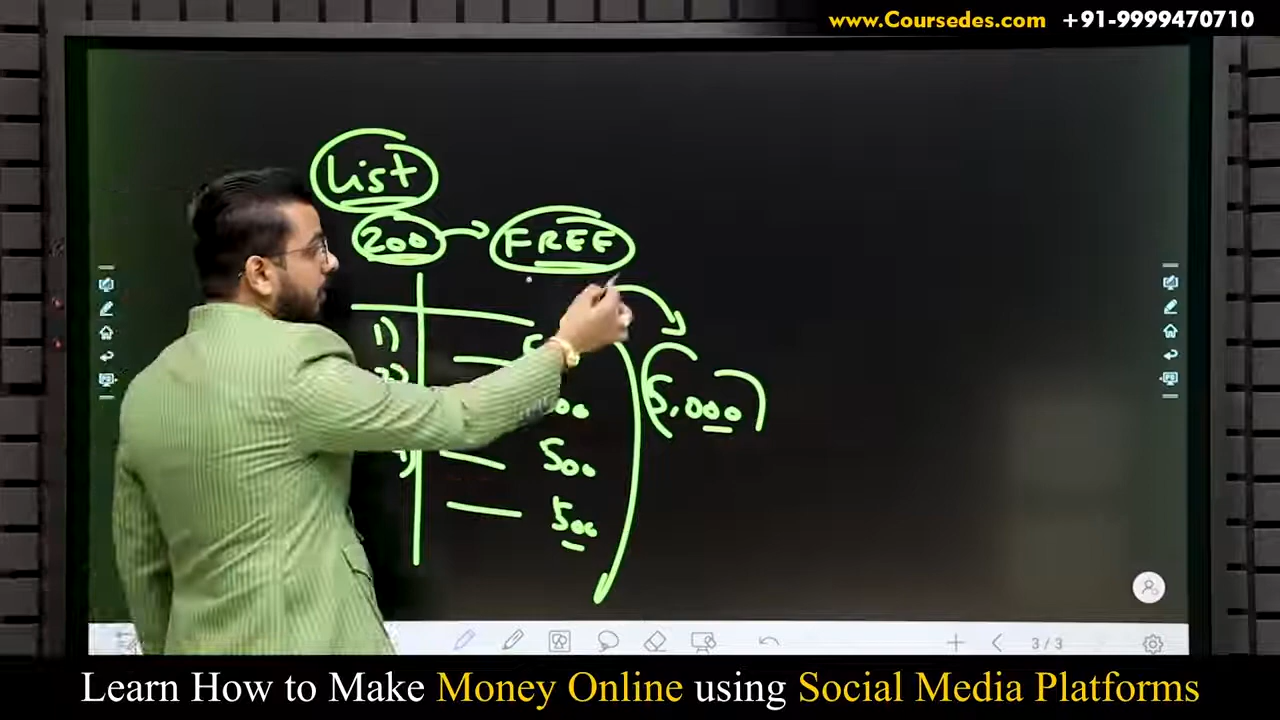 www.Coursedes.com +91-9999470710
List
200 → FREE
1)
5,000
500
500
3/3
Learn How to Make Money Online using Social Media Platforms